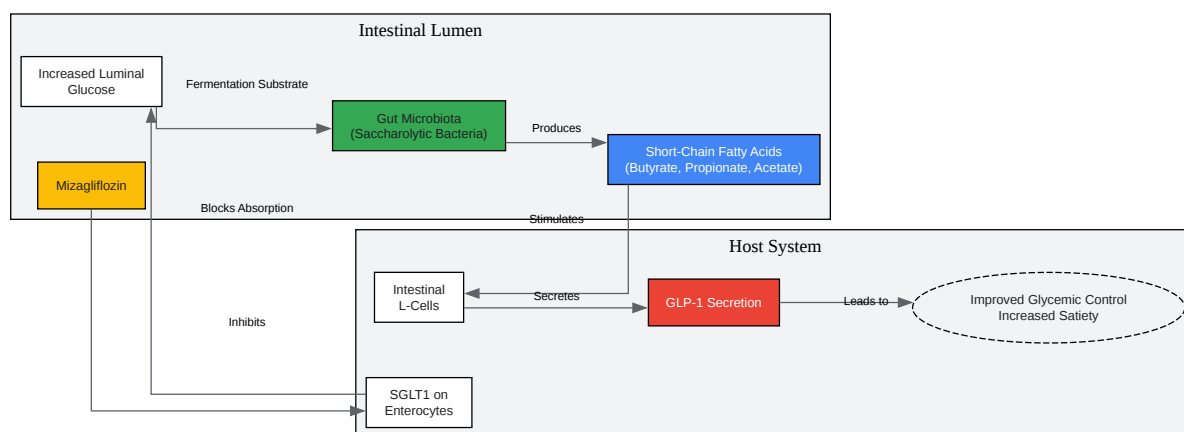 Intestinal Lumen
Increased Luminal
Glucose
Fermentation Substrate
Gut Microbiota
(Saccharolytic Bacteria)
Produces
Short-Chain Fatty Acids
(Butyrate, Propionate, Acetate)
Mizagliflozin
Blocks Absorption
Stimulates
Host System
Intestinal
L-Cells
Secretes
GLP-1 Secretion
Leads to
Improved Glycemic Control
Increased Satiety
Inhibits
SGLT1 on
Enterocytes